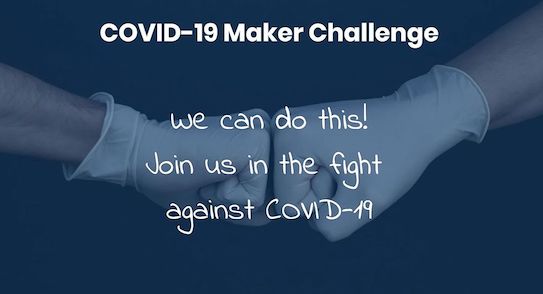 COVID-19 Maker Challenge
We can do this!
Join us in the fight
against COVID-19